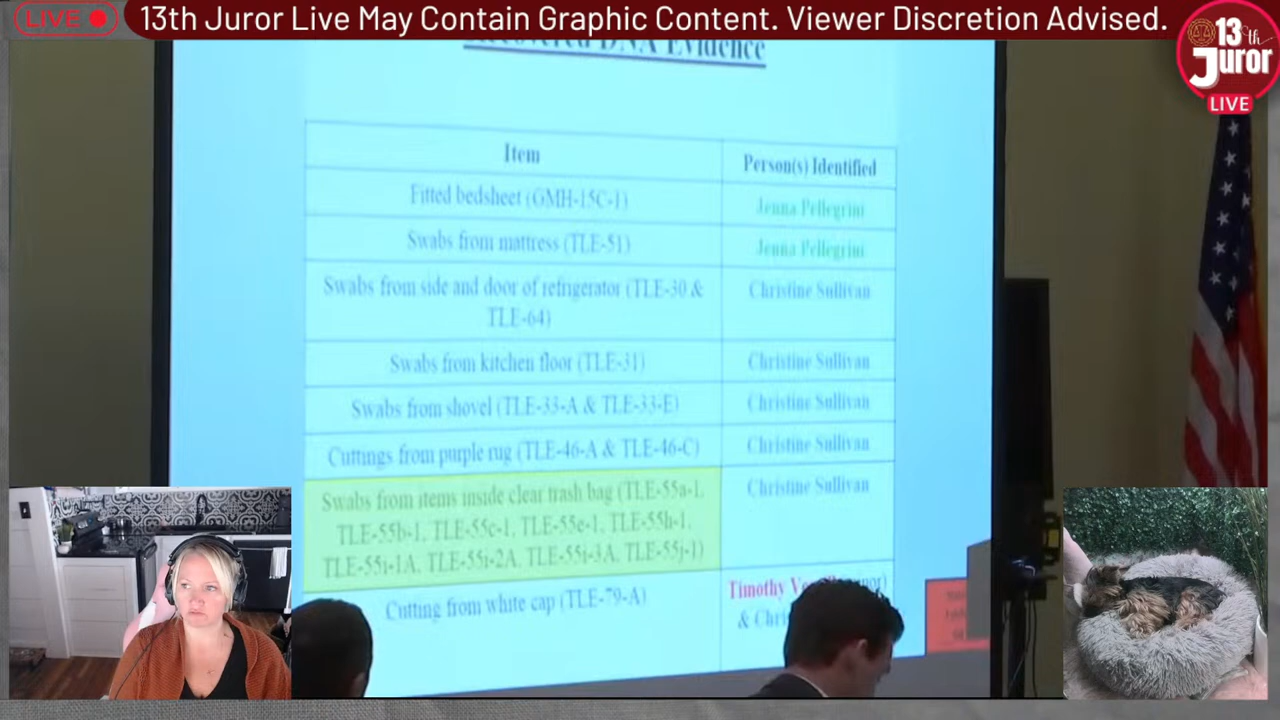 LIVE
13th Juror Live May Contain Graphic Content. Viewer Discretion Advised.
13th
Juror
LIVE
Recovered DNA Evidence
Item
Person(s) Identified
Fitted bedsheet (GMH-15C-1)
Jenna Pellegrini
Swabs from mattress (TLE-51)
Jenna Pellegrini
Swabs from side and door of refrigerator (TLE-30 &
TLE-64)
Christine Sullivan
Swabs from kitchen floor (TLE-31)
Christine Sullivan
Swabs from shovel (TLE-33-A & TLE-33-E)
Christine Sullivan
Cuttings from purple rug (TLE-46-A & TLE-46-C)
Christine Sullivan
Swabs from items inside clear trash bag (TLE-55a-1,
TLE-55b-1, TLE-55c-1, TLE-55e-1, TLE-55h-1,
TLE-55i-1A, TLE-55i-2A, TLE-55i-3A, TLE-55j-1)
Christine Sullivan
Cutting from white cap (TLE-79-A)
Timothy
&